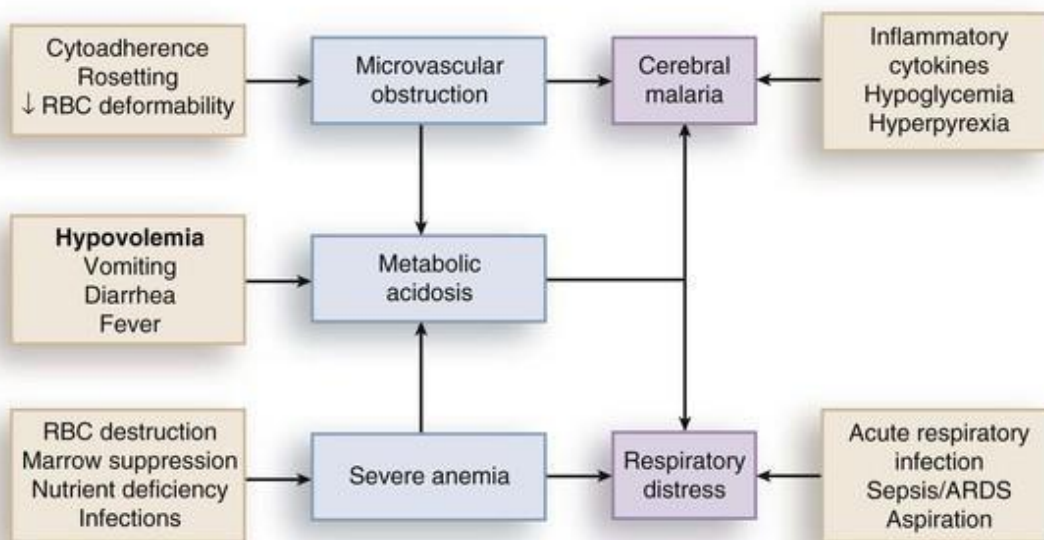 Cytoadherence
Rosetting
↓ RBC deformability
Microvascular
obstruction
Cerebral
malaria
Inflammatory
cytokines
Hypoglycemia
Hyperpyrexia
Hypovolemia
Vomiting
Diarrhea
Fever
Metabolic
acidosis
RBC destruction
Marrow suppression
Nutrient deficiency
Infections
Severe anemia
Respiratory
distress
Acute respiratory
infection
Sepsis/ARDS
Aspiration